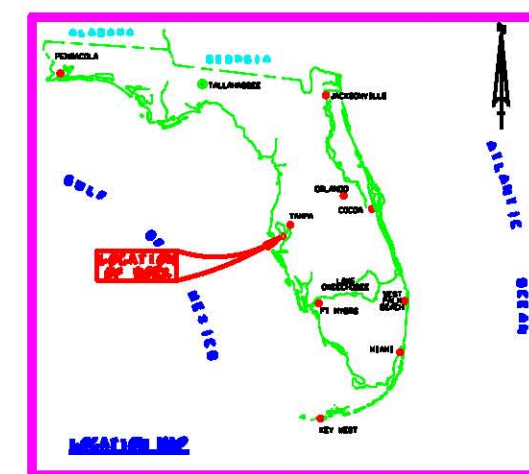 ALABAMA
GEORGIA
N
PENSACOLA
TALLAHASSEE
JACKSONVILLE
ATLANTIC
OCEAN
GULF
OF
MEXICO
ORLANDO
COCOA
TAMPA
LOCATION
OF
LAKE
OKEECHOBEE
WEST
PALM
BEACH
FT MYERS
MIAMI
KEY WEST
LOCATION MAP